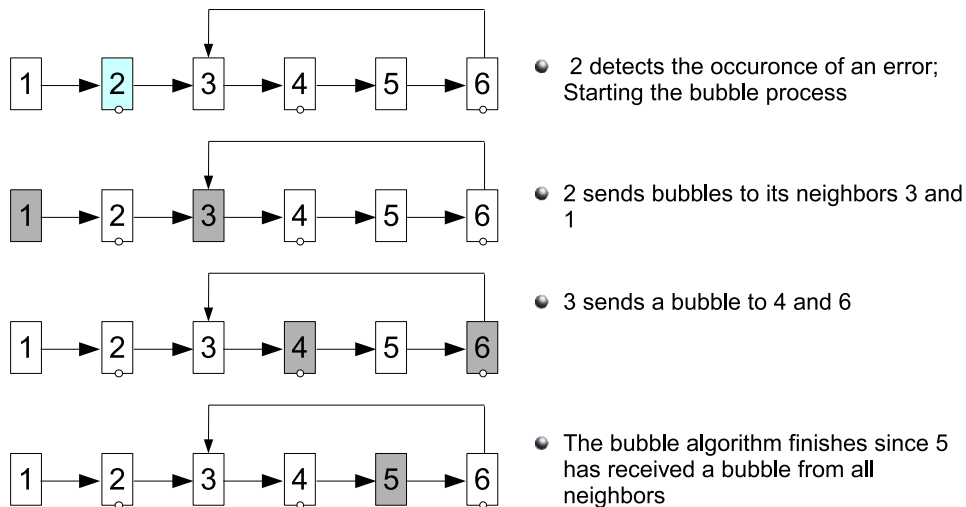 1 2 3 4 5 6
2 detects the occuronce of an error;
Starting the bubble process
1 2 3 4 5 6
2 sends bubbles to its neighbors 3 and
1
1 2 3 4 5 6
3 sends a bubble to 4 and 6
1 2 3 4 5 6
The bubble algorithm finishes since 5
has received a bubble from all
neighbors